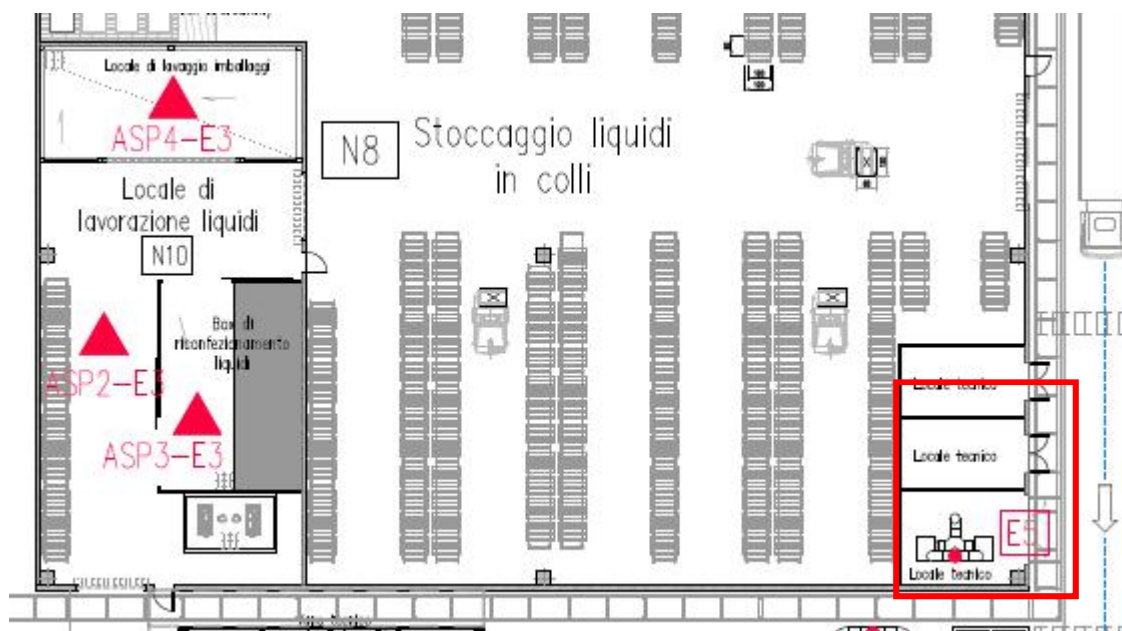 Locale di lavaggio imballaggi
ASP4-E3
N8
Stoccaggio liquidi
in colli
Locale di
lavorazione liquidi
N10
Box di
riconfezionamento
liquidi
ASP2-E3
ASP3-E3
Locale tecnico
Locale tecnico
E5
Locale tecnico